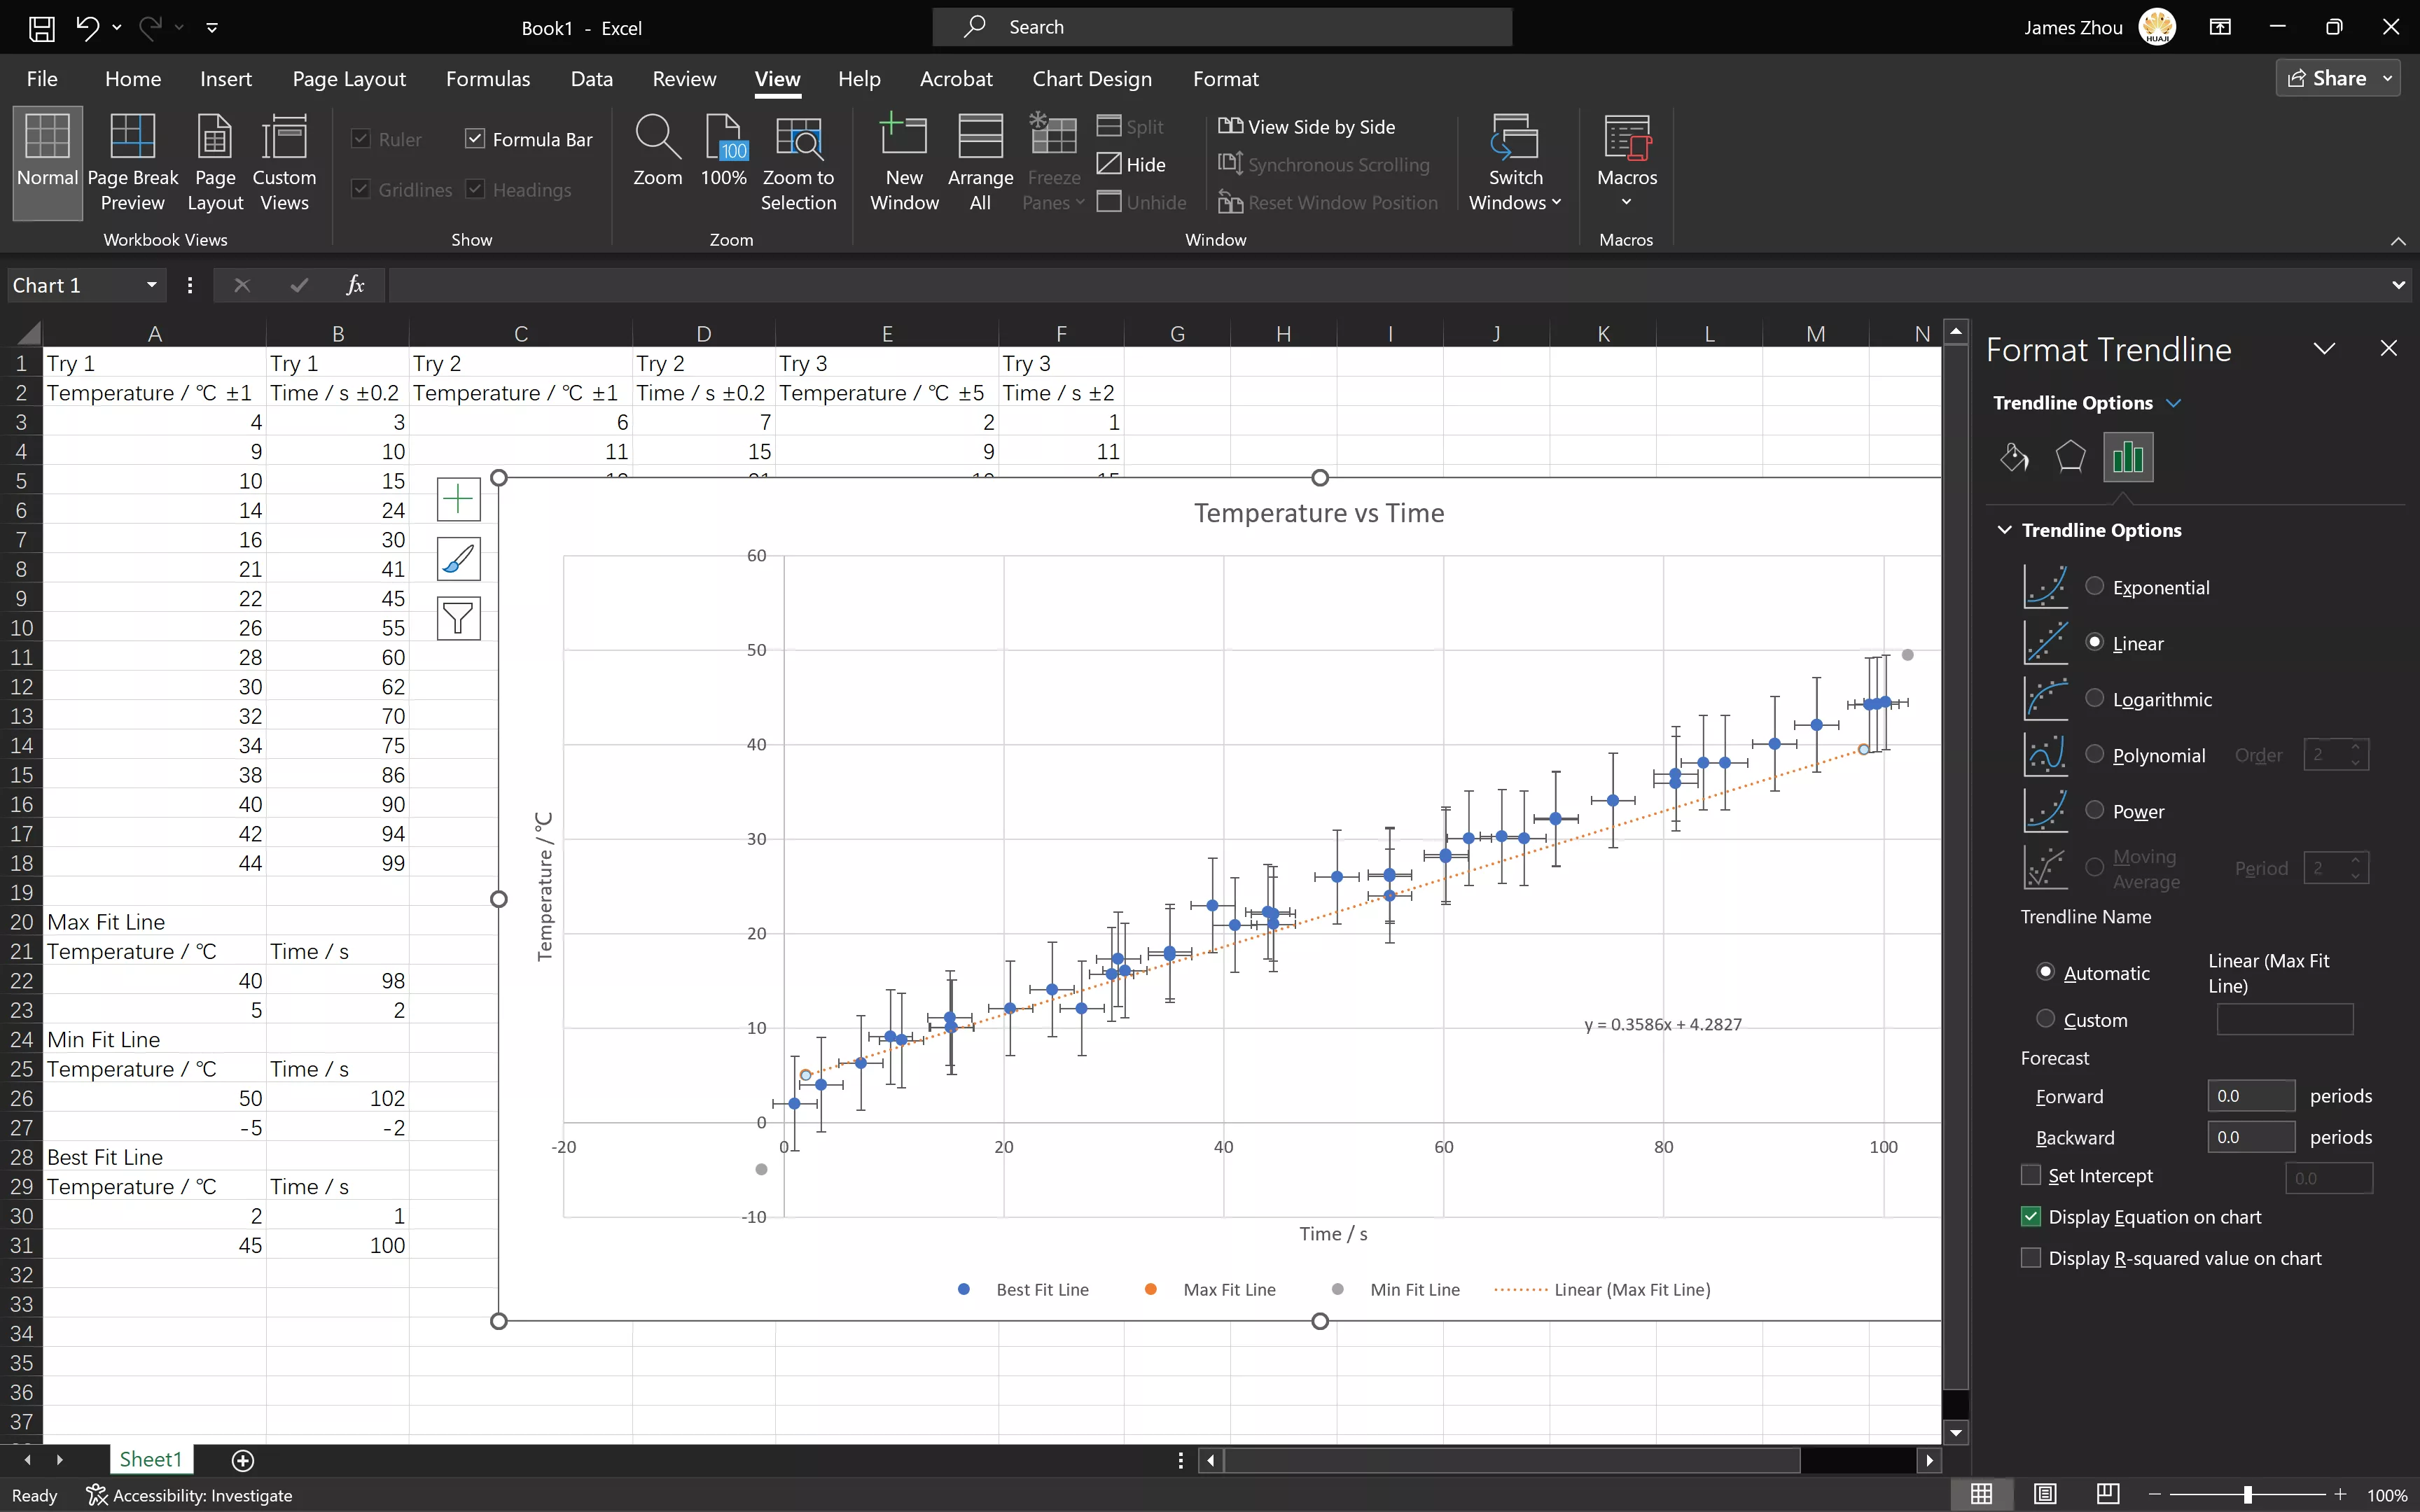 Book1 - Excel
Search
James Zhou
HUAJI
File Home Insert Page Layout Formulas Data Review View Help Acrobat Chart Design Format
Share
Normal
Page Break Preview
Page Layout
Custom Views
Workbook Views
Ruler
Formula Bar
Gridlines
Headings
Show
Zoom
100
100%
Zoom to Selection
Zoom
New Window
Arrange All
Freeze Panes
Split
Hide
Unhide
View Side by Side
Synchronous Scrolling
Reset Window Position
Window
Switch Windows
Macros
Macros
Chart 1
fx
A B C D E F G H I J K L M N
1 Try 1 Try 1 Try 2 Try 2 Try 3 Try 3
2 Temperature / ℃ ±1 Time / s ±0.2 Temperature / ℃ ±1 Time / s ±0.2 Temperature / ℃ ±5 Time / s ±2
3 4 3 6 7 2 1
4 9 10 11 15 9 11
5 10 15
6 14 24
7 16 30
8 21 41
9 22 45
10 26 55
11 28 60
12 30 62
13 32 70
14 34 75
15 38 86
16 40 90
17 42 94
18 44 99
19
20 Max Fit Line
21 Temperature / ℃ Time / s
22 40 98
23 5 2
24 Min Fit Line
25 Temperature / ℃ Time / s
26 50 102
27 -5 -2
28 Best Fit Line
29 Temperature / ℃ Time / s
30 2 1
31 45 100
32
33
34
35
36
37
Temperature vs Time
60
50
40
30
20
10
0
-10
-20 0 20 40 60 80 100
Temperature / ℃
Time / s
y = 0.3586x + 4.2827
Best Fit Line Max Fit Line Min Fit Line Linear (Max Fit Line)
Format Trendline
Trendline Options
Trendline Options
Exponential
Linear
Logarithmic
Polynomial Order 2
Power
Moving Average Period 2
Trendline Name
Automatic Linear (Max Fit Line)
Custom
Forecast
Forward 0.0 periods
Backward 0.0 periods
Set Intercept 0.0
Display Equation on chart
Display R-squared value on chart
Sheet1
Ready
Accessibility: Investigate
100%